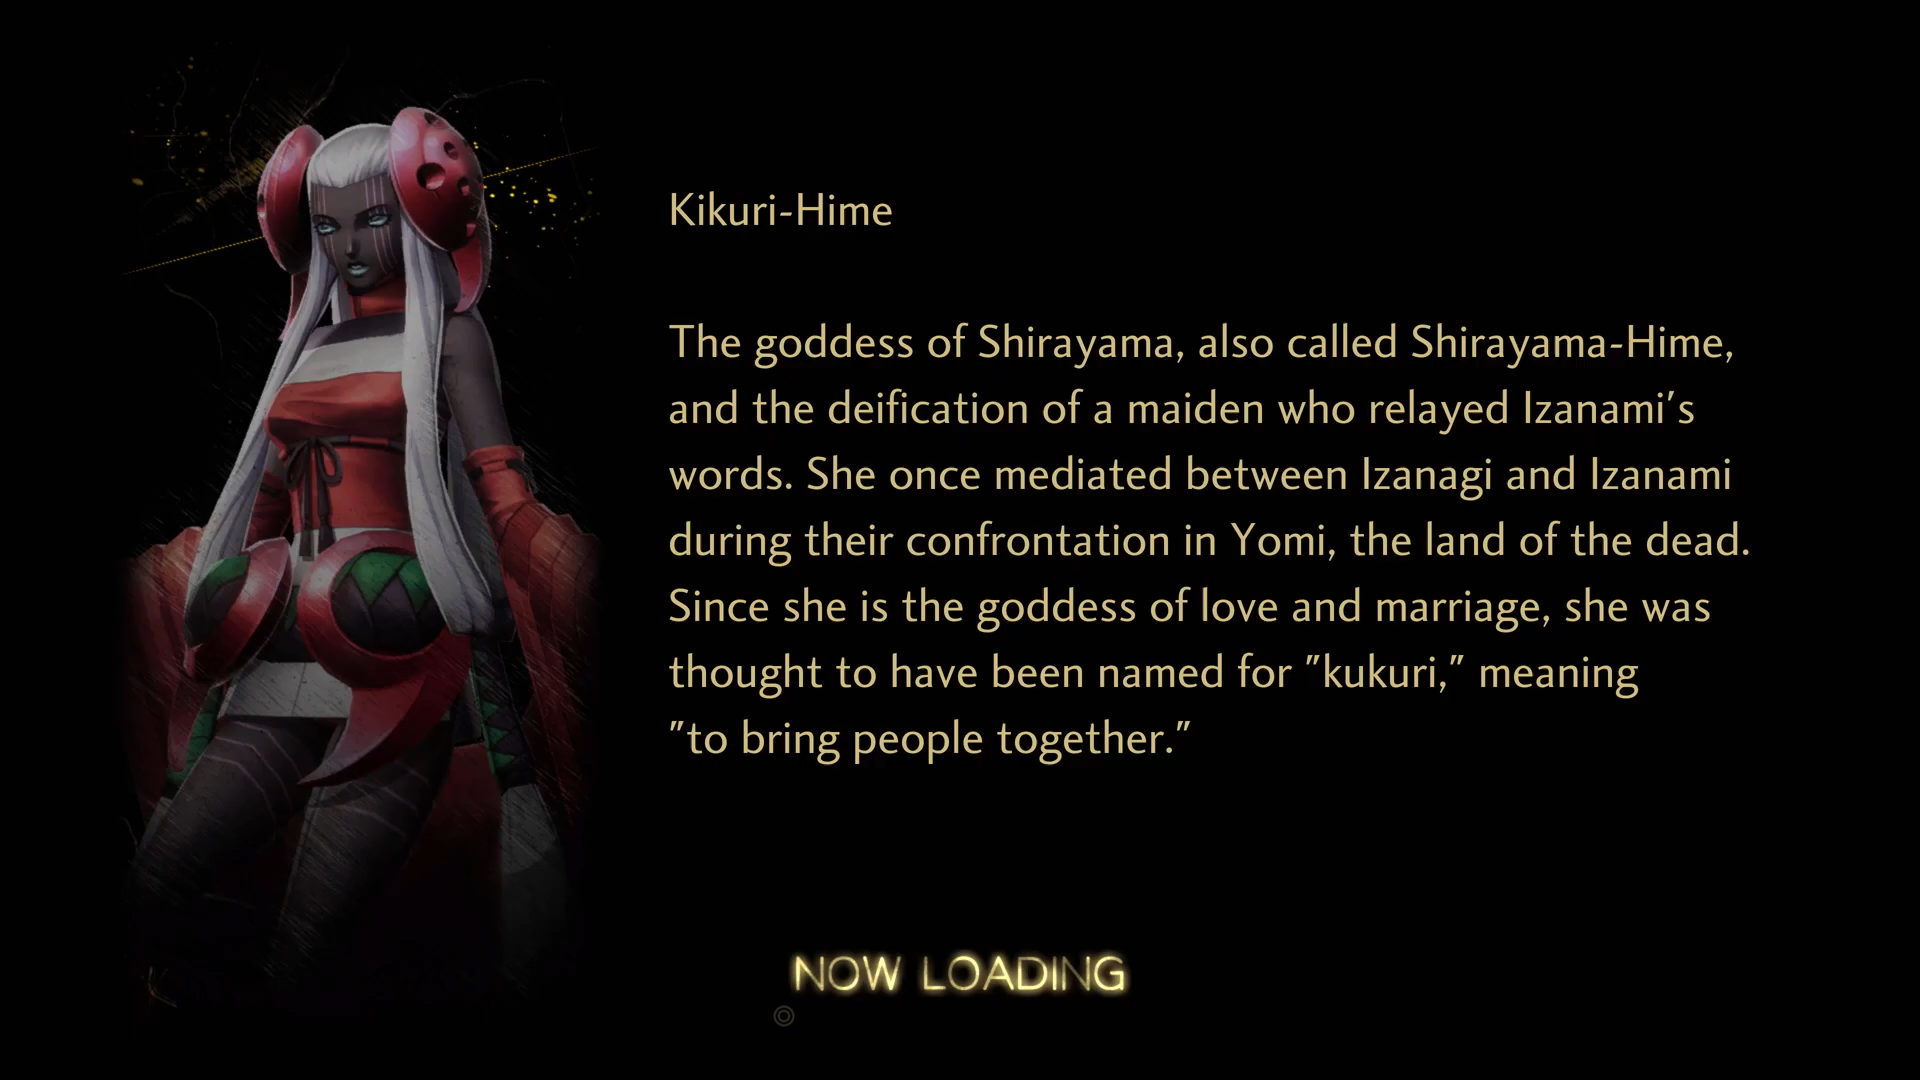 Kikuri-Hime
The goddess of Shirayama, also called Shirayama-Hime,
and the deification of a maiden who relayed Izanami's
words. She once mediated between Izanagi and Izanami
during their confrontation in Yomi, the land of the dead.
Since she is the goddess of love and marriage, she was
thought to have been named for "kukuri," meaning
"to bring people together."
NOW LOADING